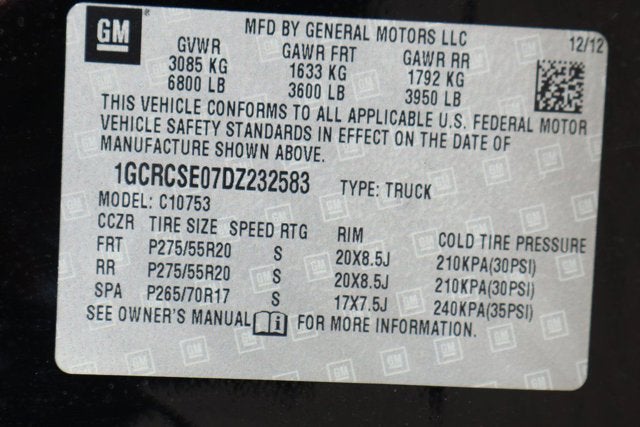 GM
MFD BY GENERAL MOTORS LLC
12/12
GVWR GAWR FRT GAWR RR
3085 KG 1633 KG 1792 KG
6800 LB 3600 LB 3950 LB
THIS VEHICLE CONFORMS TO ALL APPLICABLE U.S. FEDERAL MOTOR
VEHICLE SAFETY STANDARDS IN EFFECT ON THE DATE OF
MANUFACTURE SHOWN ABOVE.
1GCRCSE07DZ232583 TYPE: TRUCK
MODEL: C10753
CCZR TIRE SIZE SPEED RTG RIM COLD TIRE PRESSURE
FRT P275/55R20 S 20X8.5J 210KPA(30PSI)
RR P275/55R20 S 20X8.5J 210KPA(30PSI)
SPA P265/70R17 S 17X7.5J 240KPA(35PSI)
SEE OWNER'S MANUAL i FOR MORE INFORMATION.